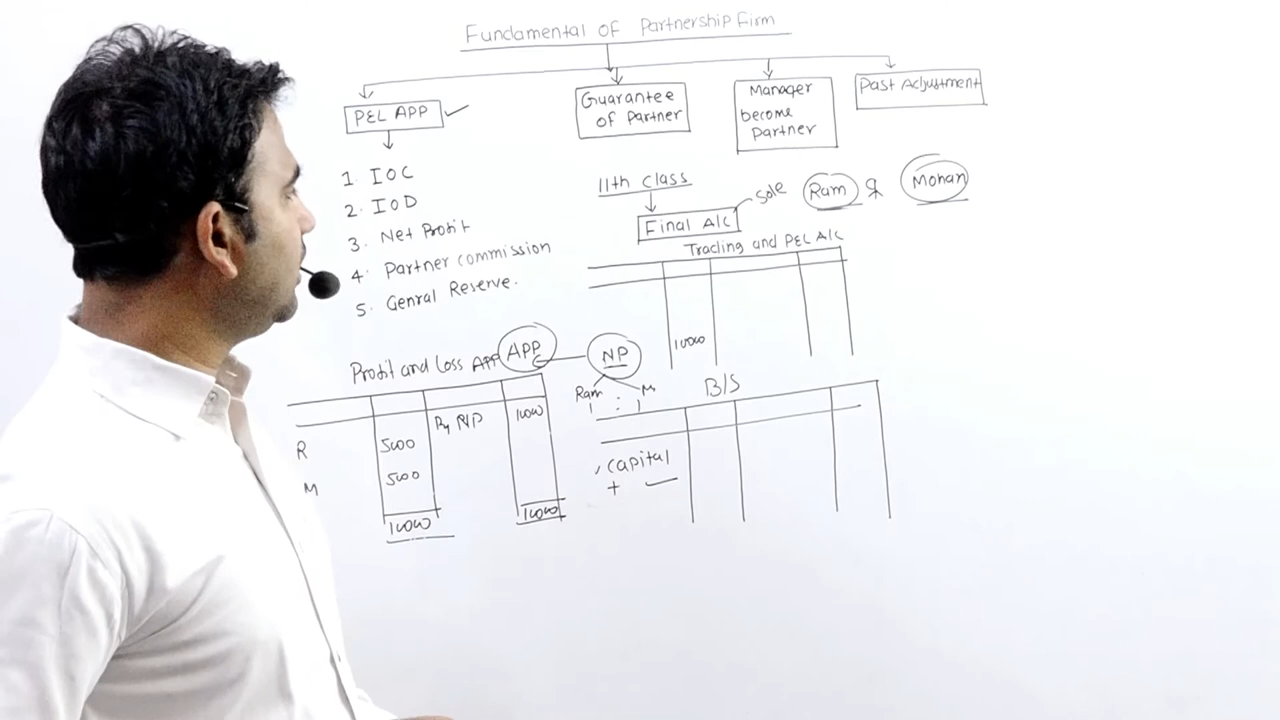 Fundamental OF Partnership Firm
P&L APP
Guarantee
of Partner
Manager
become
Partner
Past Adjustment
1. IOC
2. IOD
3. Net Profit
4. Partner commission
5. Genral Reserve.
11th class
Final A/c
sole
Ram & Mohan
Trading and P&L A/c
10000
Profit and Loss APP APP
NP
Ram M
1 : 1
By N/P 10000
R 5000
M 5000
10000 10000
B/S
capital
+